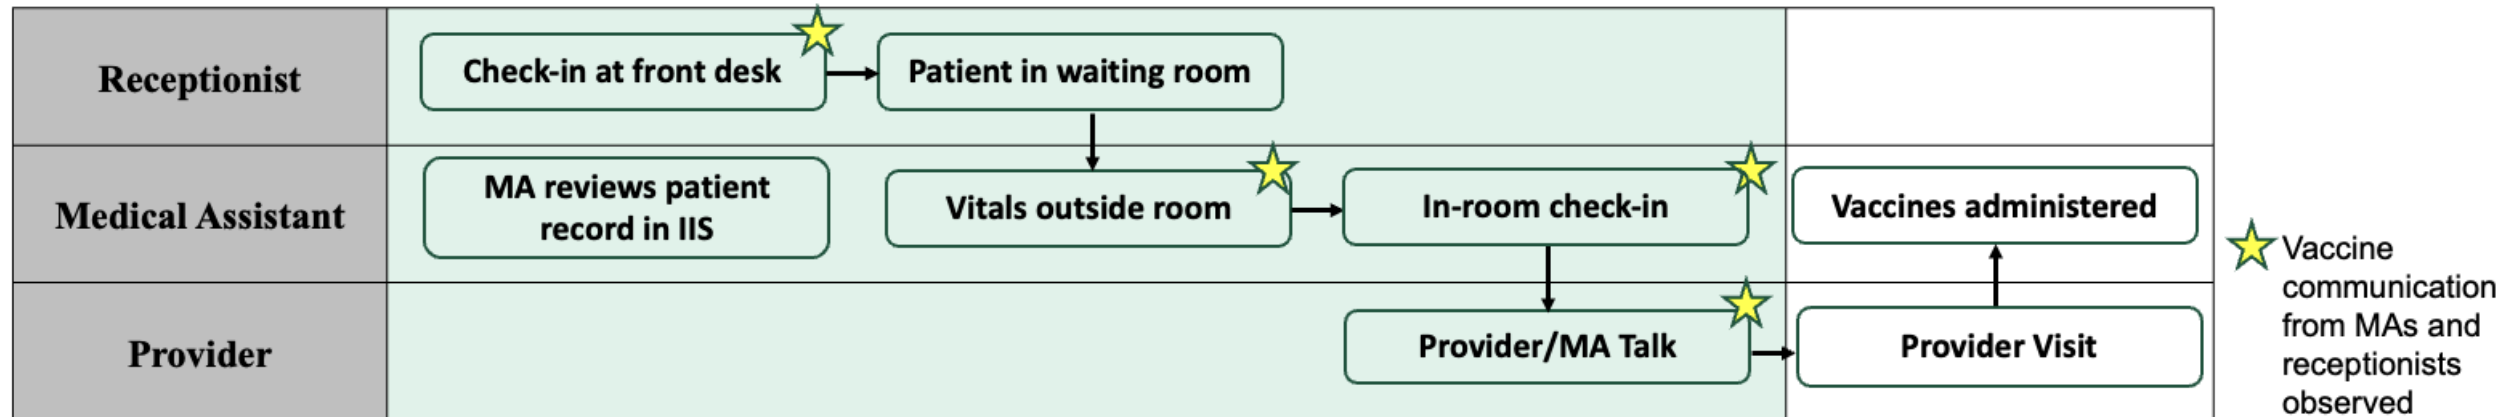 Receptionist
Check-in at front desk
Patient in waiting room
Medical Assistant
MA reviews patient
record in IIS
Vitals outside room
In-room check-in
Vaccines administered
Provider
Provider/MA Talk
Provider Visit
Vaccine
communication
from MAs and
receptionists
observed